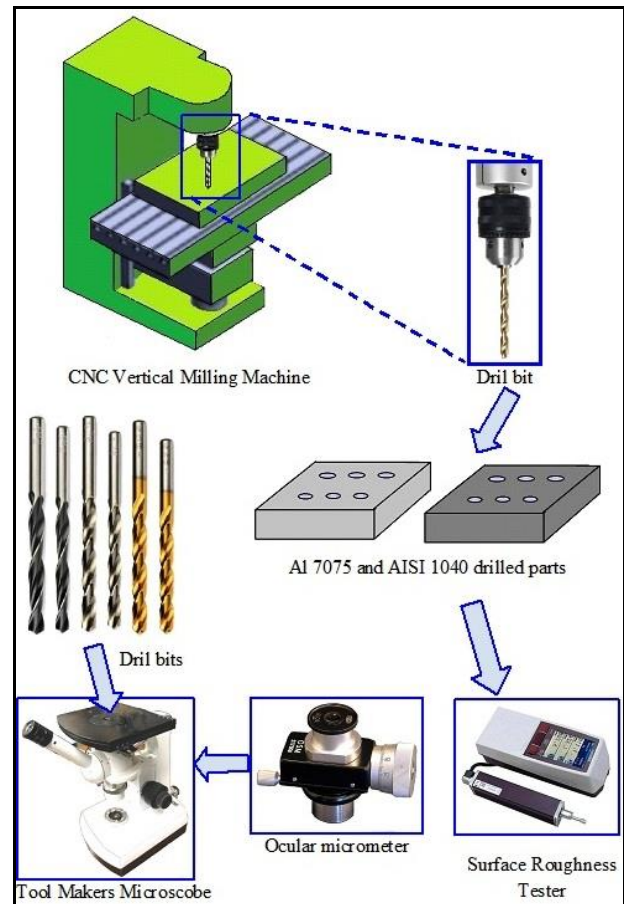 CNC Vertical Milling Machine
Dril bit
Al 7075 and AISI 1040 drilled parts
Dril bits
GSM
Ocular micrometer
Tool Makers Microscobe
Surface Roughness
Tester